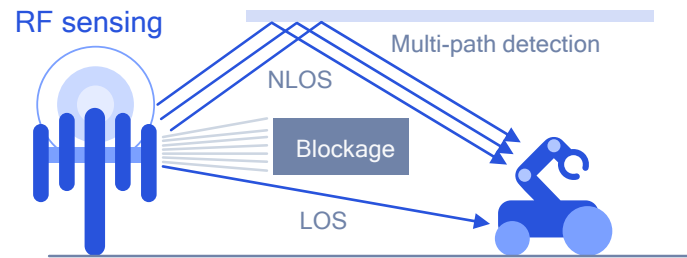 RF sensing
Multi-path detection
NLOS
Blockage
LOS